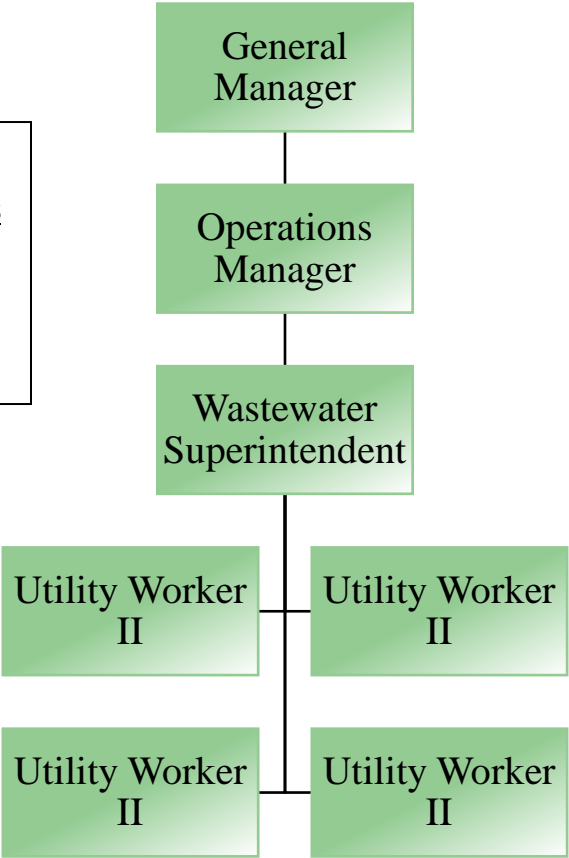 General
Manager
Operations
Manager
Wastewater
Superintendent
Utility Worker
II
Utility Worker
II
Utility Worker
II
Utility Worker
II